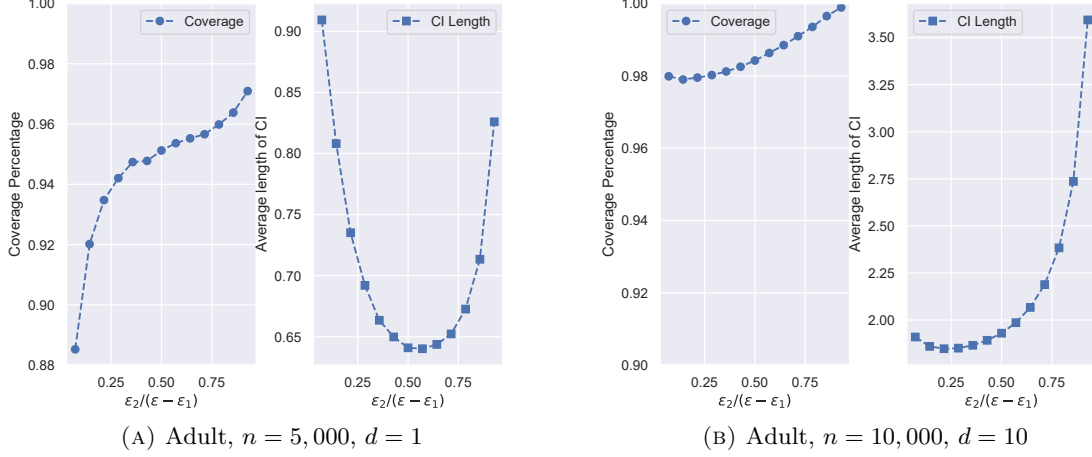 1.00
0.98
0.96
0.94
0.92
0.90
0.88
Coverage Percentage
Coverage
0.25 0.50 0.75
ε₂/(ε − ε₁)
0.90
0.85
0.80
0.75
0.70
0.65
Average length of CI
CI Length
0.25 0.50 0.75
ε₂/(ε − ε₁)
(A) Adult, n = 5,000, d = 1
1.00
0.98
0.96
0.94
0.92
0.90
Coverage Percentage
Coverage
0.25 0.50 0.75
ε₂/(ε − ε₁)
3.50
3.25
3.00
2.75
2.50
2.25
2.00
Average length of CI
CI Length
0.25 0.50 0.75
ε₂/(ε − ε₁)
(B) Adult, n = 10,000, d = 10